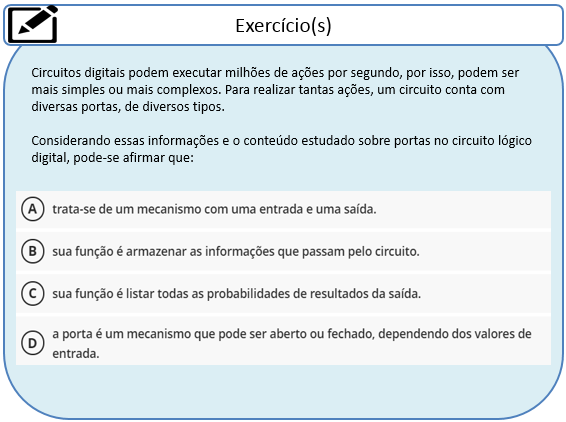 Exercício(s)
Circuitos digitais podem executar milhões de ações por segundo, por isso, podem ser
mais simples ou mais complexos. Para realizar tantas ações, um circuito conta com
diversas portas, de diversos tipos.
Considerando essas informações e o conteúdo estudado sobre portas no circuito lógico
digital, pode-se afirmar que:
A trata-se de um mecanismo com uma entrada e uma saída.
B sua função é armazenar as informações que passam pelo circuito.
C sua função é listar todas as probabilidades de resultados da saída.
D a porta é um mecanismo que pode ser aberto ou fechado, dependendo dos valores de
entrada.